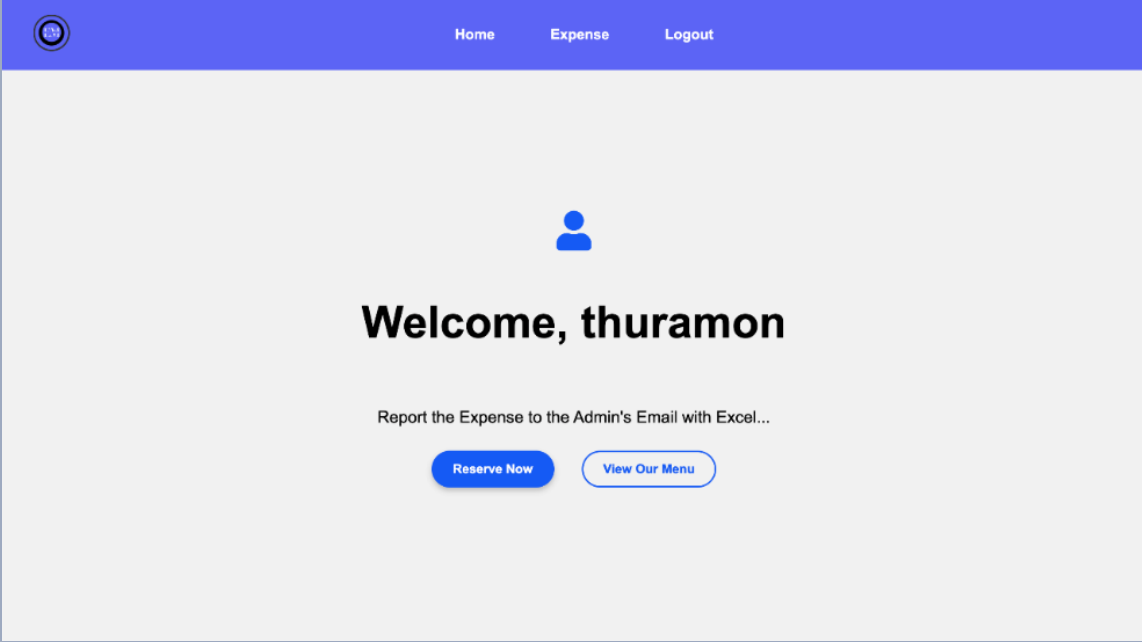 Home
Expense
Logout
Welcome, thuramon
Report the Expense to the Admin's Email with Excel...
Reserve Now
View Our Menu